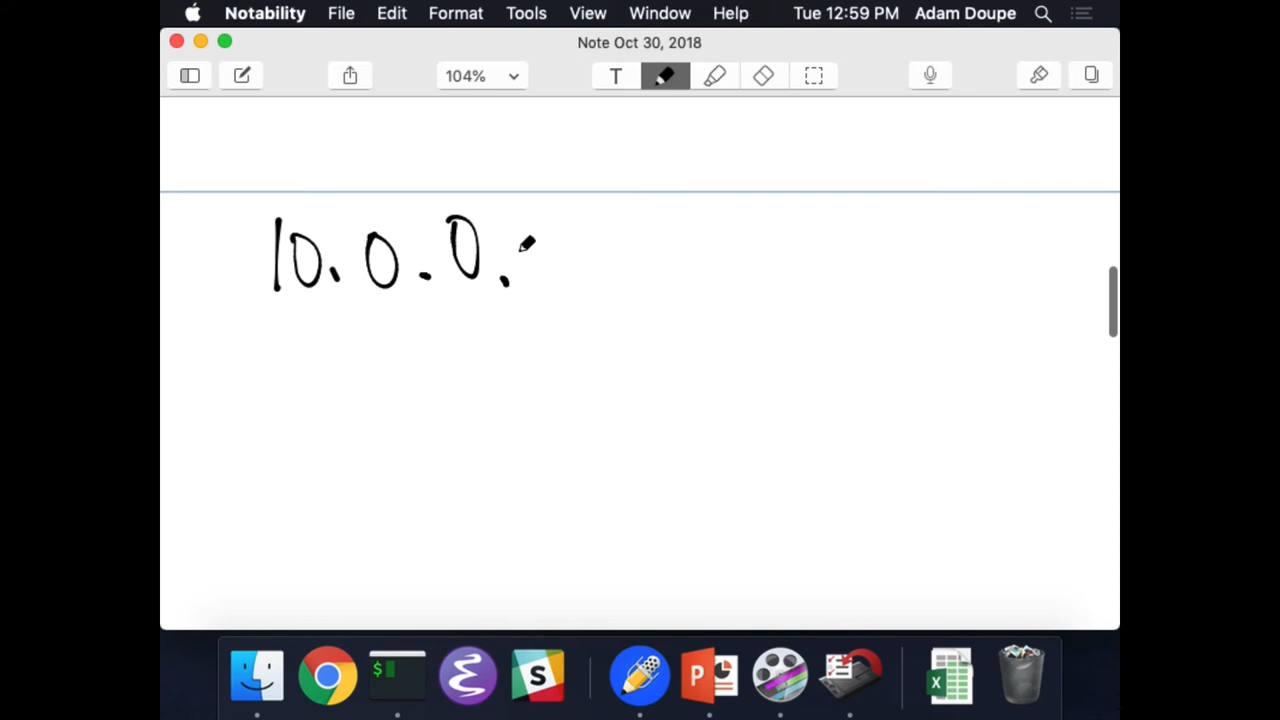 Notability File Edit Format Tools View Window Help Tue 12:59 PM Adam Doupe
Note Oct 30, 2018
104% T
10.0.0.
$ S P X